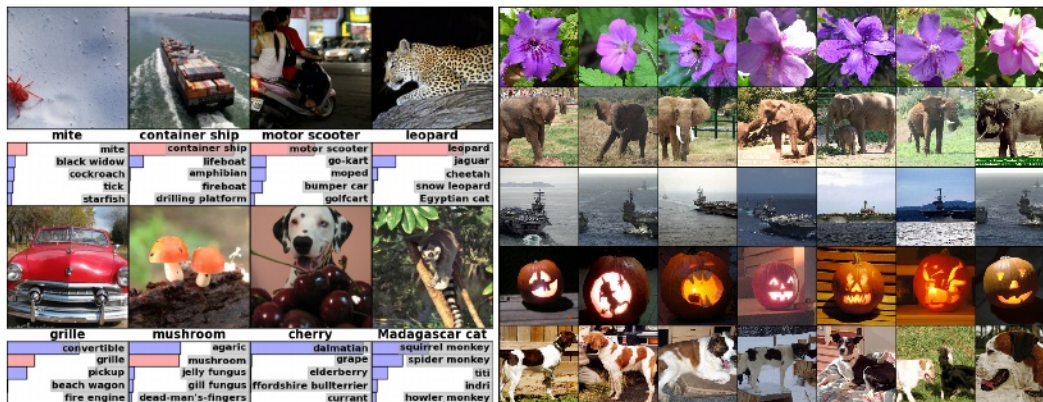 mite
container ship
motor scooter
leopard
mite
black widow
cockroach
tick
starfish
container ship
lifeboat
amphibian
fireboat
drilling platform
motor scooter
go-kart
moped
bumper car
golfcart
leopard
jaguar
cheetah
snow leopard
Egyptian cat
grille
mushroom
cherry
Madagascar cat
convertible
grille
pickup
beach wagon
fire engine
agaric
mushroom
jelly fungus
gill fungus
dead-man's-fingers
dalmatian
grape
elderberry
ffordshire bullterrier
currant
squirrel monkey
spider monkey
titi
indri
howler monkey